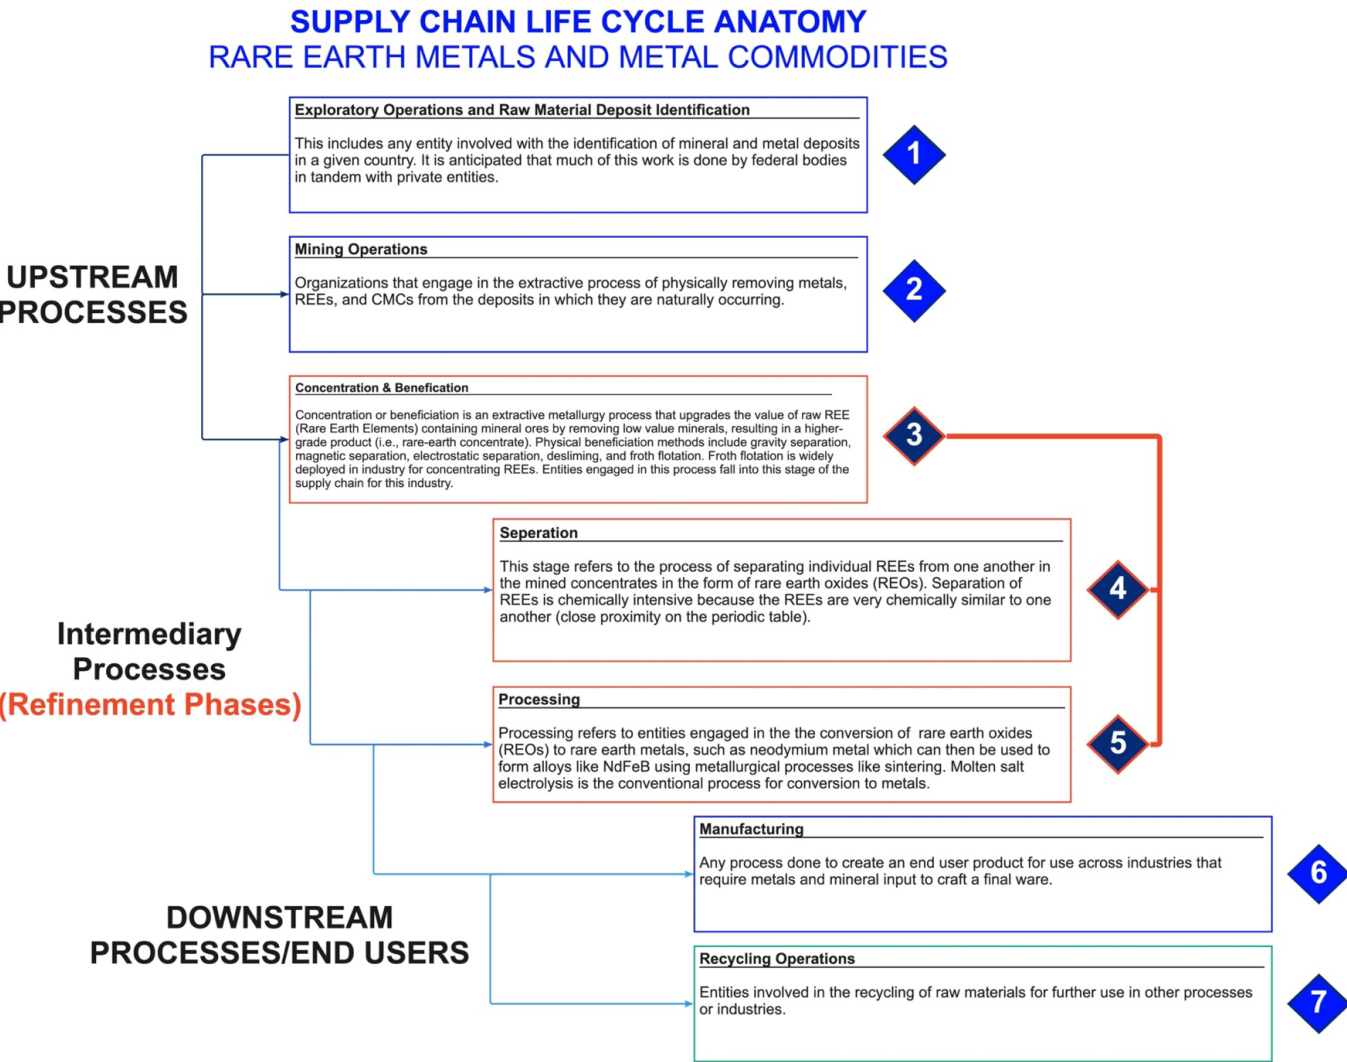 SUPPLY CHAIN LIFE CYCLE ANATOMY
RARE EARTH METALS AND METAL COMMODITIES
Exploratory Operations and Raw Material Deposit Identification
This includes any entity involved with the identification of mineral and metal deposits
in a given country. It is anticipated that much of this work is done by federal bodies
in tandem with private entities.
1
UPSTREAM
PROCESSES
Mining Operations
Organizations that engage in the extractive process of physically removing metals,
REEs, and CMCs from the deposits in which they are naturally occurring.
2
Concentration & Benefication
Concentration or beneficiation is an extractive metallurgy process that upgrades the value of raw REE
(Rare Earth Elements) containing mineral ores by removing low value minerals, resulting in a higher-
grade product (i.e., rare-earth concentrate). Physical beneficiation methods include gravity separation,
magnetic separation, electrostatic separation, desliming, and froth flotation. Froth flotation is widely
deployed in industry for concentrating REEs. Entities engaged in this process fall into this stage of the
supply chain for this industry.
3
Intermediary
Processes
(Refinement Phases)
Seperation
This stage refers to the process of separating individual REEs from one another in
the mined concentrates in the form of rare earth oxides (REOs). Separation of
REEs is chemically intensive because the REEs are very chemically similar to one
another (close proximity on the periodic table).
4
Processing
Processing refers to entities engaged in the the conversion of rare earth oxides
(REOs) to rare earth metals, such as neodymium metal which can then be used to
form alloys like NdFeB using metallurgical processes like sintering. Molten salt
electrolysis is the conventional process for conversion to metals.
5
DOWNSTREAM
PROCESSES/END USERS
Manufacturing
Any process done to create an end user product for use across industries that
require metals and mineral input to craft a final ware.
6
Recycling Operations
Entities involved in the recycling of raw materials for further use in other processes
or industries.
7